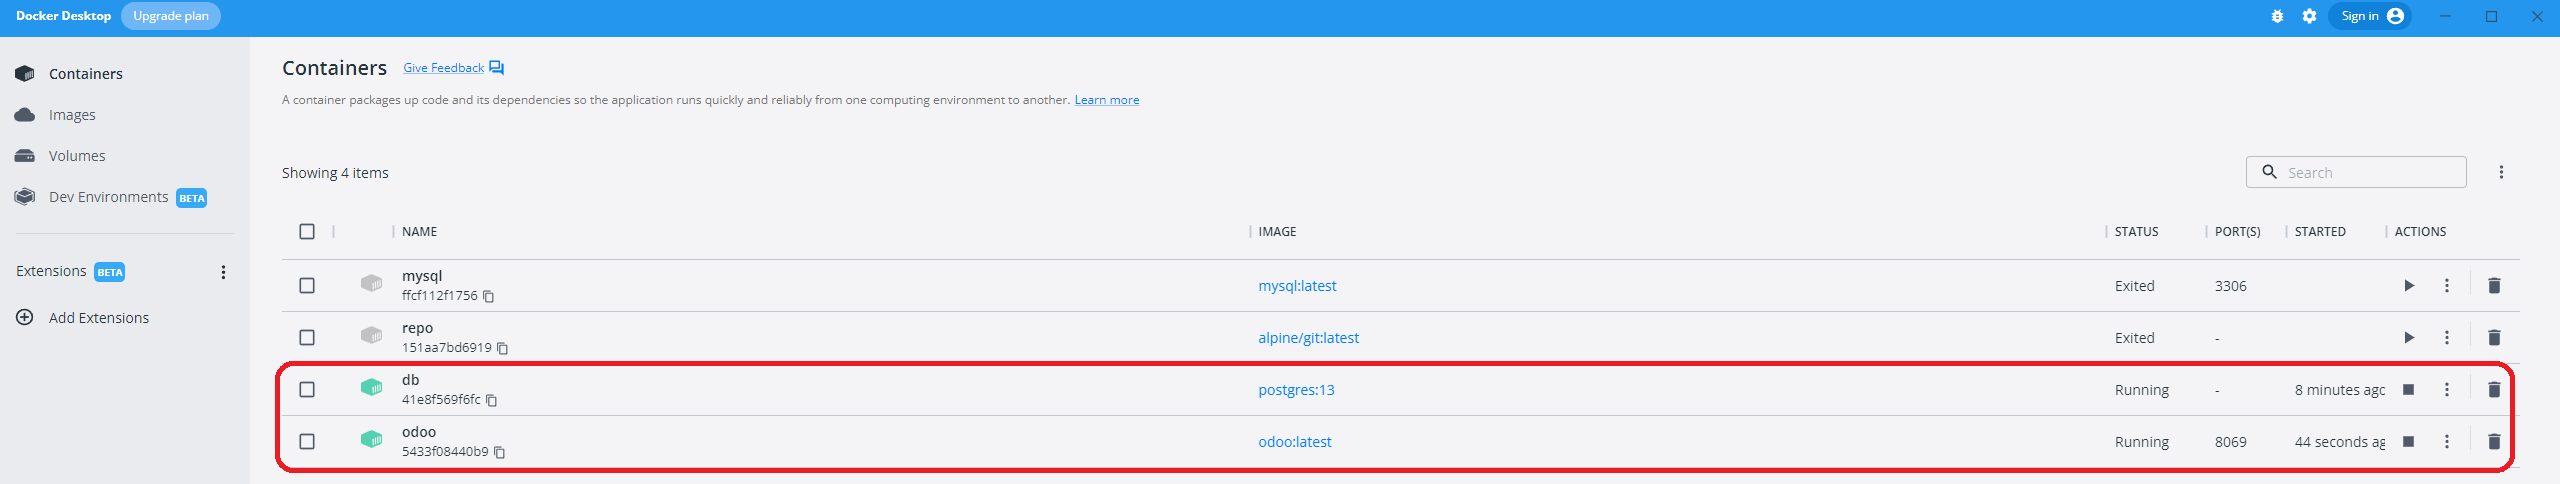 Docker Desktop Upgrade plan Sign in
Containers
Images
Volumes
Dev Environments BETA
Extensions BETA
Add Extensions
Containers Give Feedback
A container packages up code and its dependencies so the application runs quickly and reliably from one computing environment to another. Learn more
Showing 4 items Search
NAME IMAGE STATUS PORT(S) STARTED ACTIONS
mysql
ffcf112f1756 mysql:latest Exited 3306
repo
151aa7bd6919 alpine/git:latest Exited -
db
41e8f569f6fc postgres:13 Running - 8 minutes agc
odoo
5433f08440b9 odoo:latest Running 8069 44 seconds ag